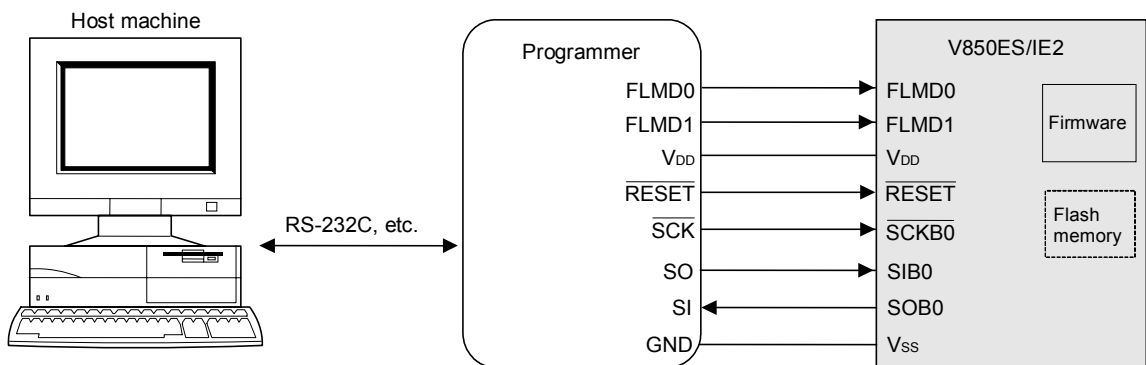 Host machine
RS-232C, etc.
Programmer
FLMD0
FLMD1
VDD
RESET
SCK
SO
SI
GND
V850ES/IE2
FLMD0
FLMD1
VDD
RESET
SCKB0
SIB0
SOB0
VSS
Firmware
Flash
memory